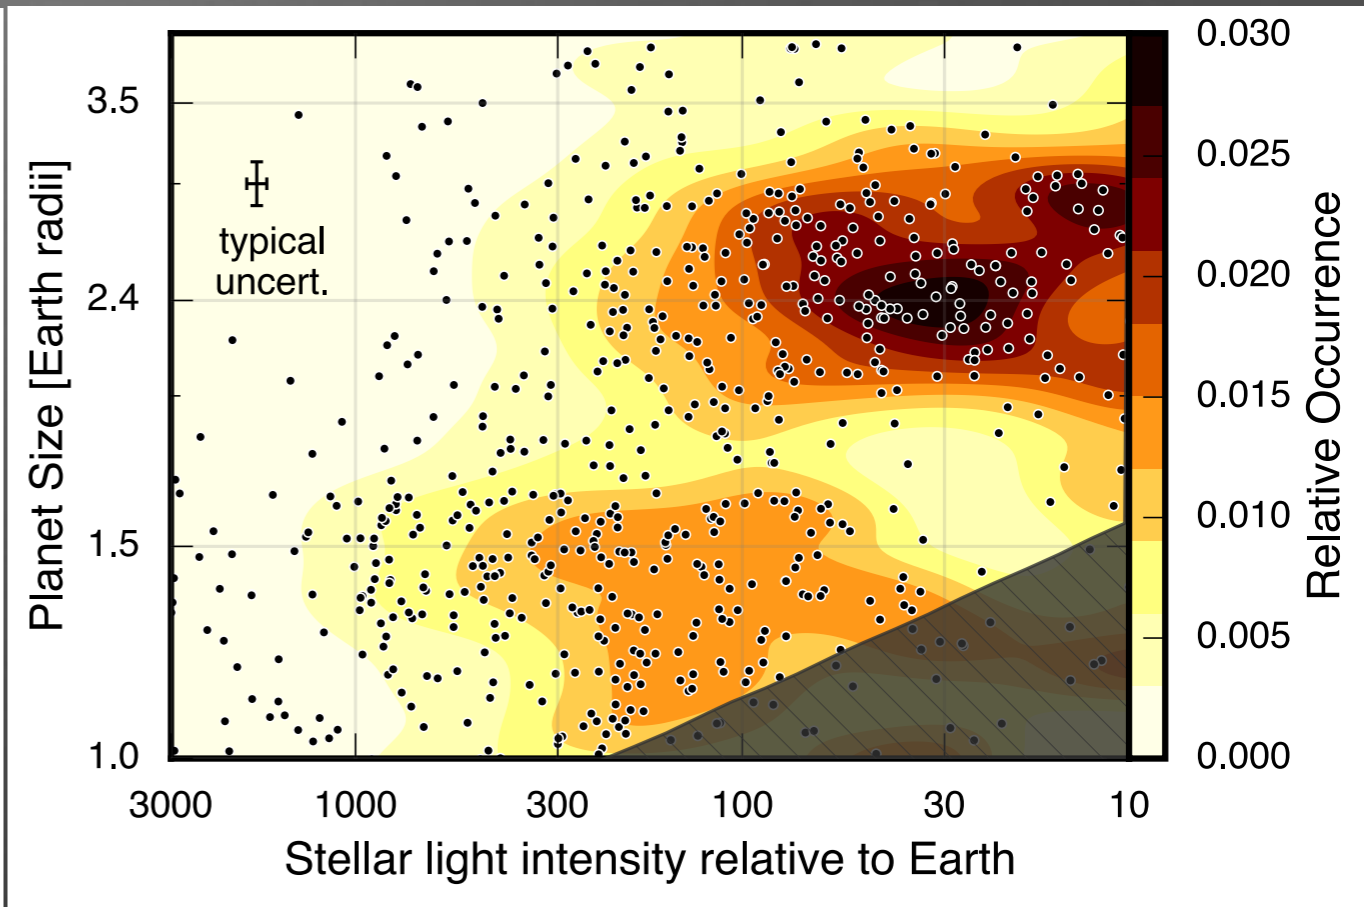 Planet Size [Earth radii]
3.5
2.4
1.5
1.0
typical
uncert.
3000 1000 300 100 30 10
Stellar light intensity relative to Earth
0.030
0.025
0.020
0.015
0.010
0.005
0.000
Relative Occurrence